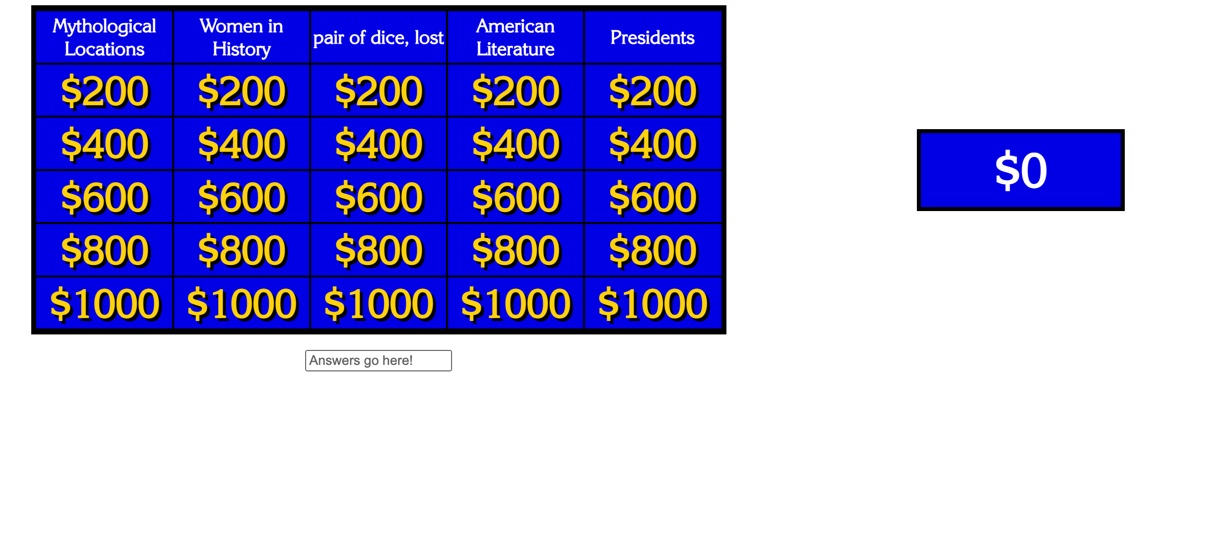 Mythological
Locations
Women in
History
pair of dice, lost
American
Literature
Presidents
$200 $200 $200 $200 $200
$400 $400 $400 $400 $400
$600 $600 $600 $600 $600
$800 $800 $800 $800 $800
$1000 $1000 $1000 $1000 $1000
$0
Answers go here!